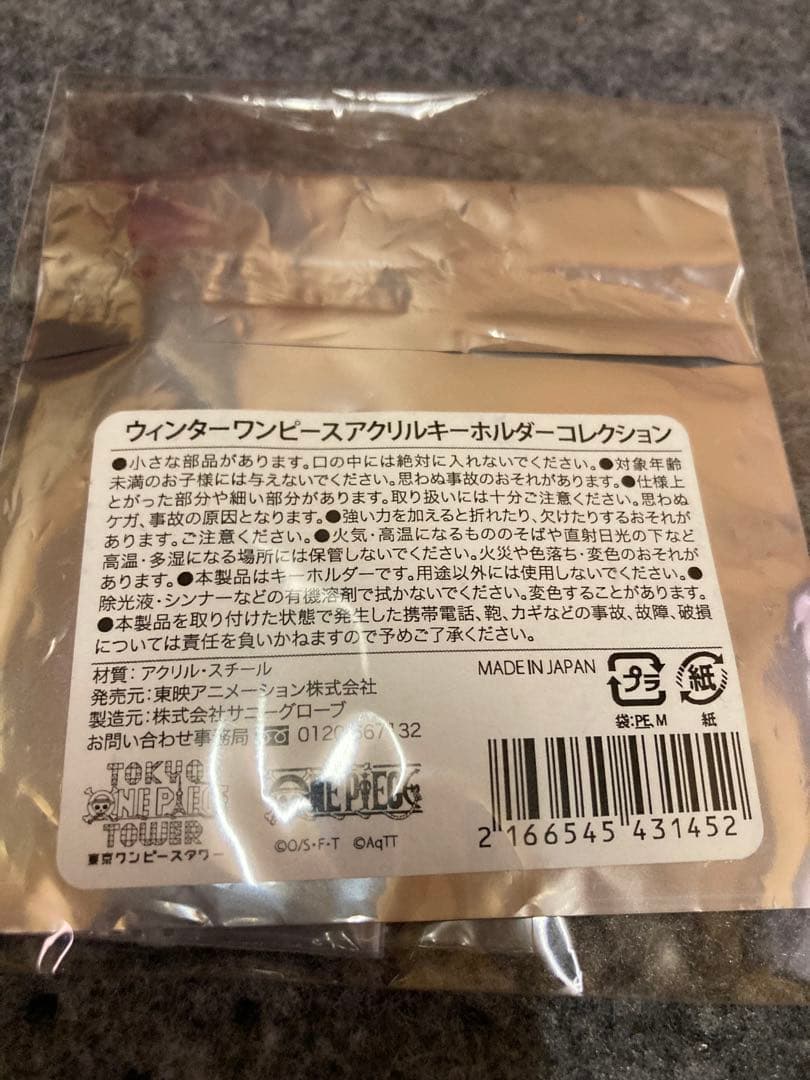 ウィンターワンピースアクリルキーホルダーコレクション
●小さな部品があります。口の中には絶対に入れないでください。●対象年齢
未満のお子様には与えないでください。思わぬ事故のおそれがあります。●仕様上
とがった部分や細い部分があります。取り扱いには十分ご注意ください。思わぬ
ケガ、事故の原因となります。●強い力を加えると折れたり、欠けたりするおそれが
あります。ご注意ください。●火気・高温になるもののそばや直射日光の下など
高温・多湿になる場所には保管しないでください。火災や色落ち・変色のおそれが
あります。●本製品はキーホルダーです。用途以外には使用しないでください。●
除光液・シンナーなどの有機溶剤で拭かないでください。変色することがあります。
●本製品を取り付けた状態で発生した携帯電話、鞄、カギなどの事故、故障、破損
については責任を負いかねますので予めご了承ください。
材質：アクリル・スチール
発売元：東映アニメーション株式会社
製造元：株式会社サニーグローブ
お問い合わせ事務局 0120-667132
MADE IN JAPAN
プラ
紙
袋:PE,M
紙
TOKYO
ONE PIECE
TOWER
東京ワンピースタワー
ONE PIECE
©O/S・F・T ©AqTT
2 166545 431452